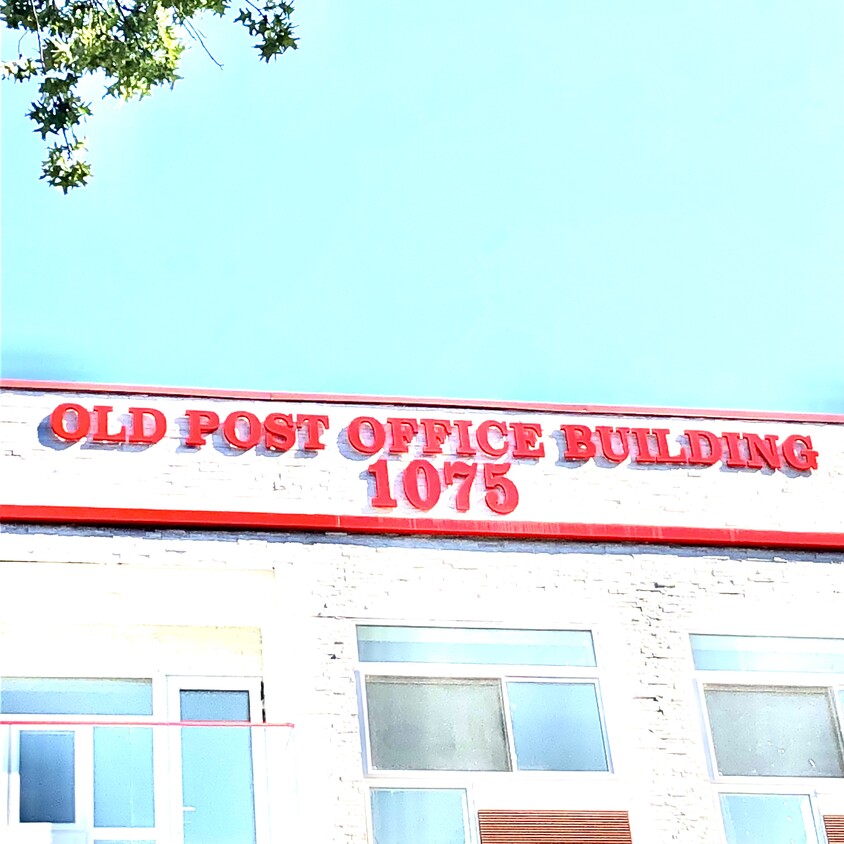 OLD POST OFFICE BUILDING
1075